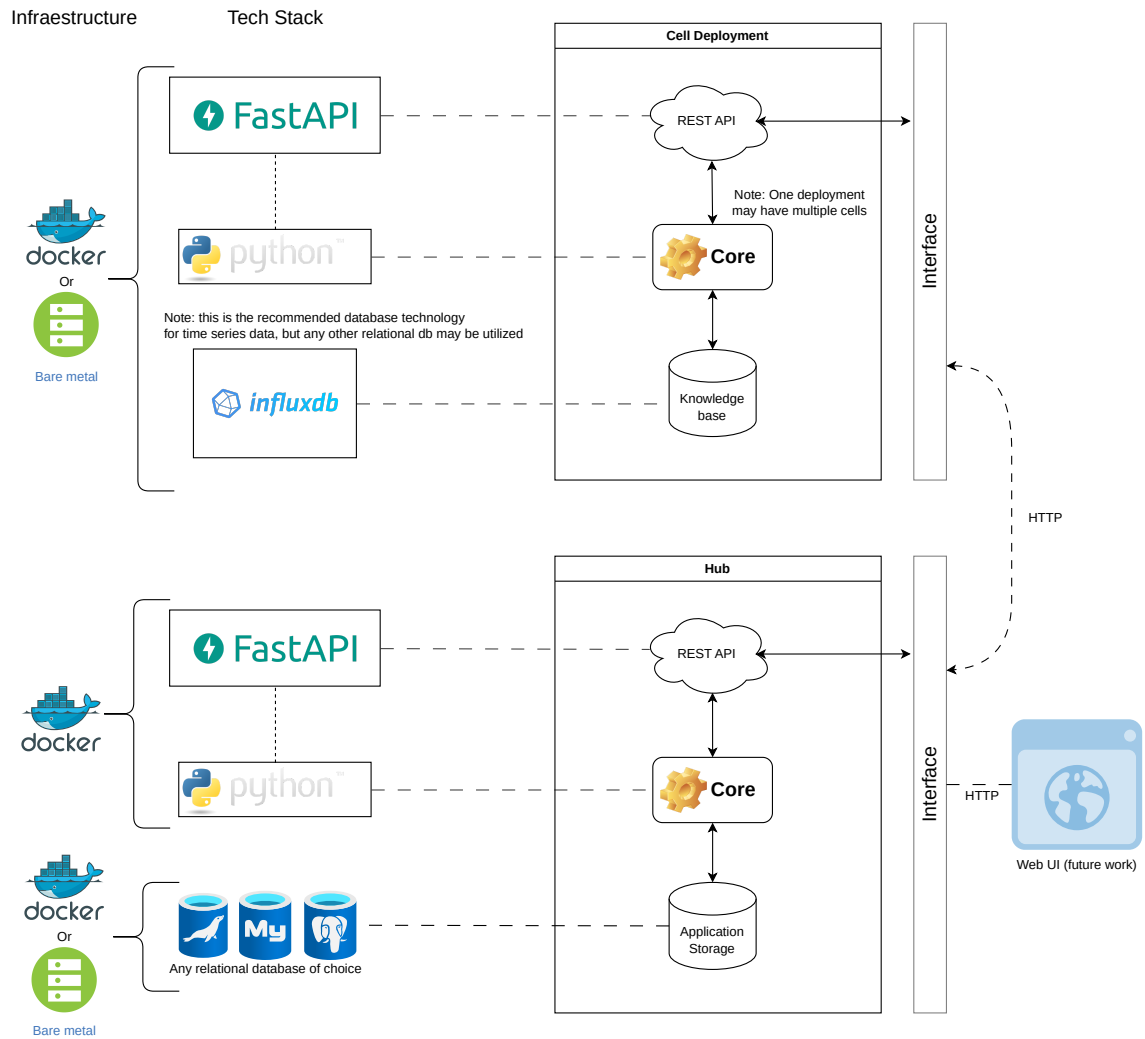 Infraestructure
Tech Stack
Cell Deployment
FastAPI
REST API
Note: One deployment
may have multiple cells
docker
Or
Bare metal
python™
Core
Interface
Note: this is the recommended database technology
for time series data, but any other relational db may be utilized
influxdb
Knowledge
base
HTTP
Hub
FastAPI
REST API
docker
python™
Core
Interface
HTTP
Web UI (future work)
docker
Or
Bare metal
My
Any relational database of choice
Application
Storage